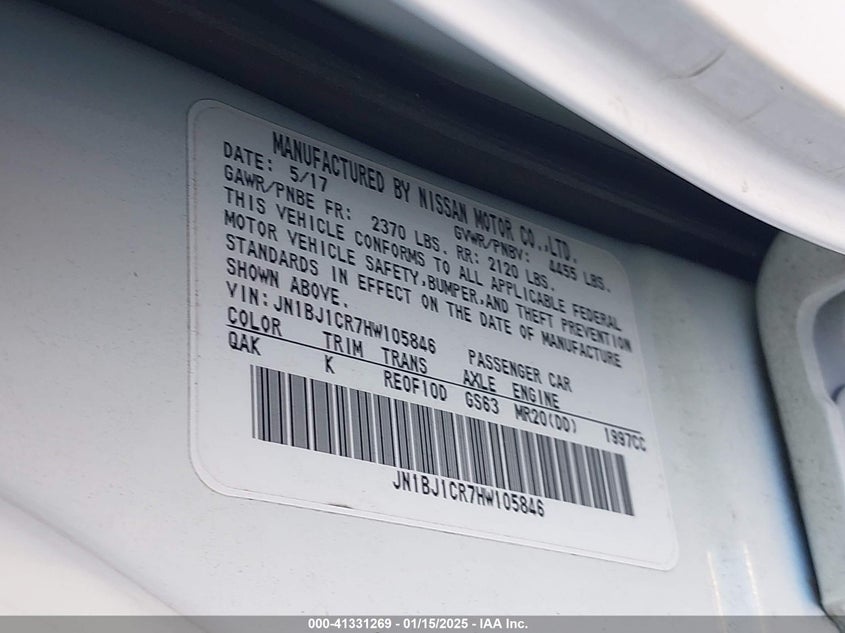 MANUFACTURED BY NISSAN MOTOR CO.,LTD.
DATE: 5/17 GVWR/PNBV: 4455 LBS.
GAWR/PNBE FR: 2370 LBS. RR: 2120 LBS.
THIS VEHICLE CONFORMS TO ALL APPLICABLE FEDERAL
MOTOR VEHICLE SAFETY,BUMPER,AND THEFT PREVENTION
STANDARDS IN EFFECT ON THE DATE OF MANUFACTURE
SHOWN ABOVE.
VIN:JN1BJ1CR7HW105846 PASSENGER CAR
COLOR TRIM TRANS AXLE ENGINE
QAK K RE0F10D GS63 MR20(DD) 1997CC
JN1BJ1CR7HW105846
000-41331269 - 01/15/2025 - IAA Inc.